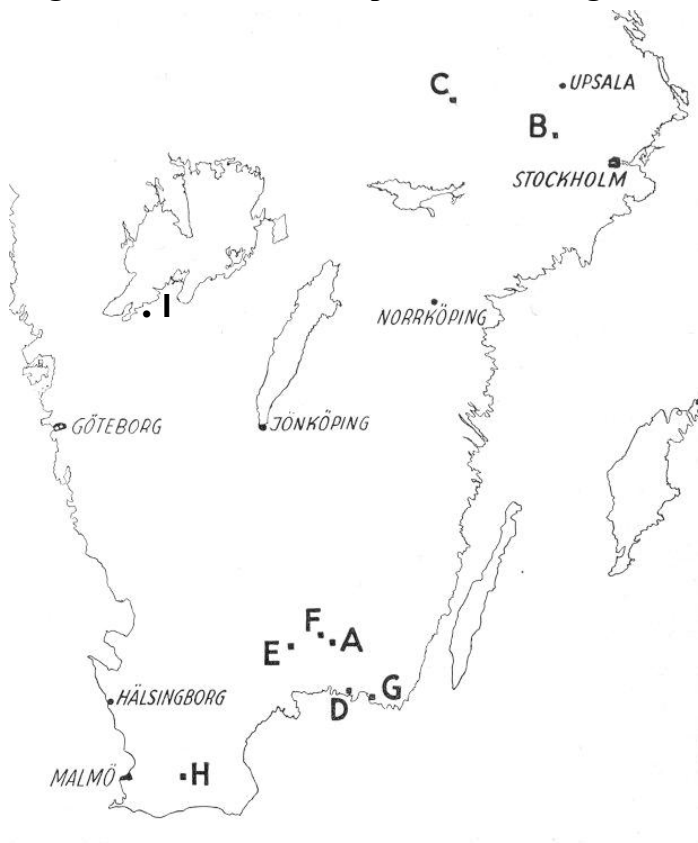 C
UPSALA
B
STOCKHOLM
I
NORRKÖPING
GÖTEBORG
JÖNKÖPING
F
A
E
G
D
HÄLSINGBORG
MALMÖ
H